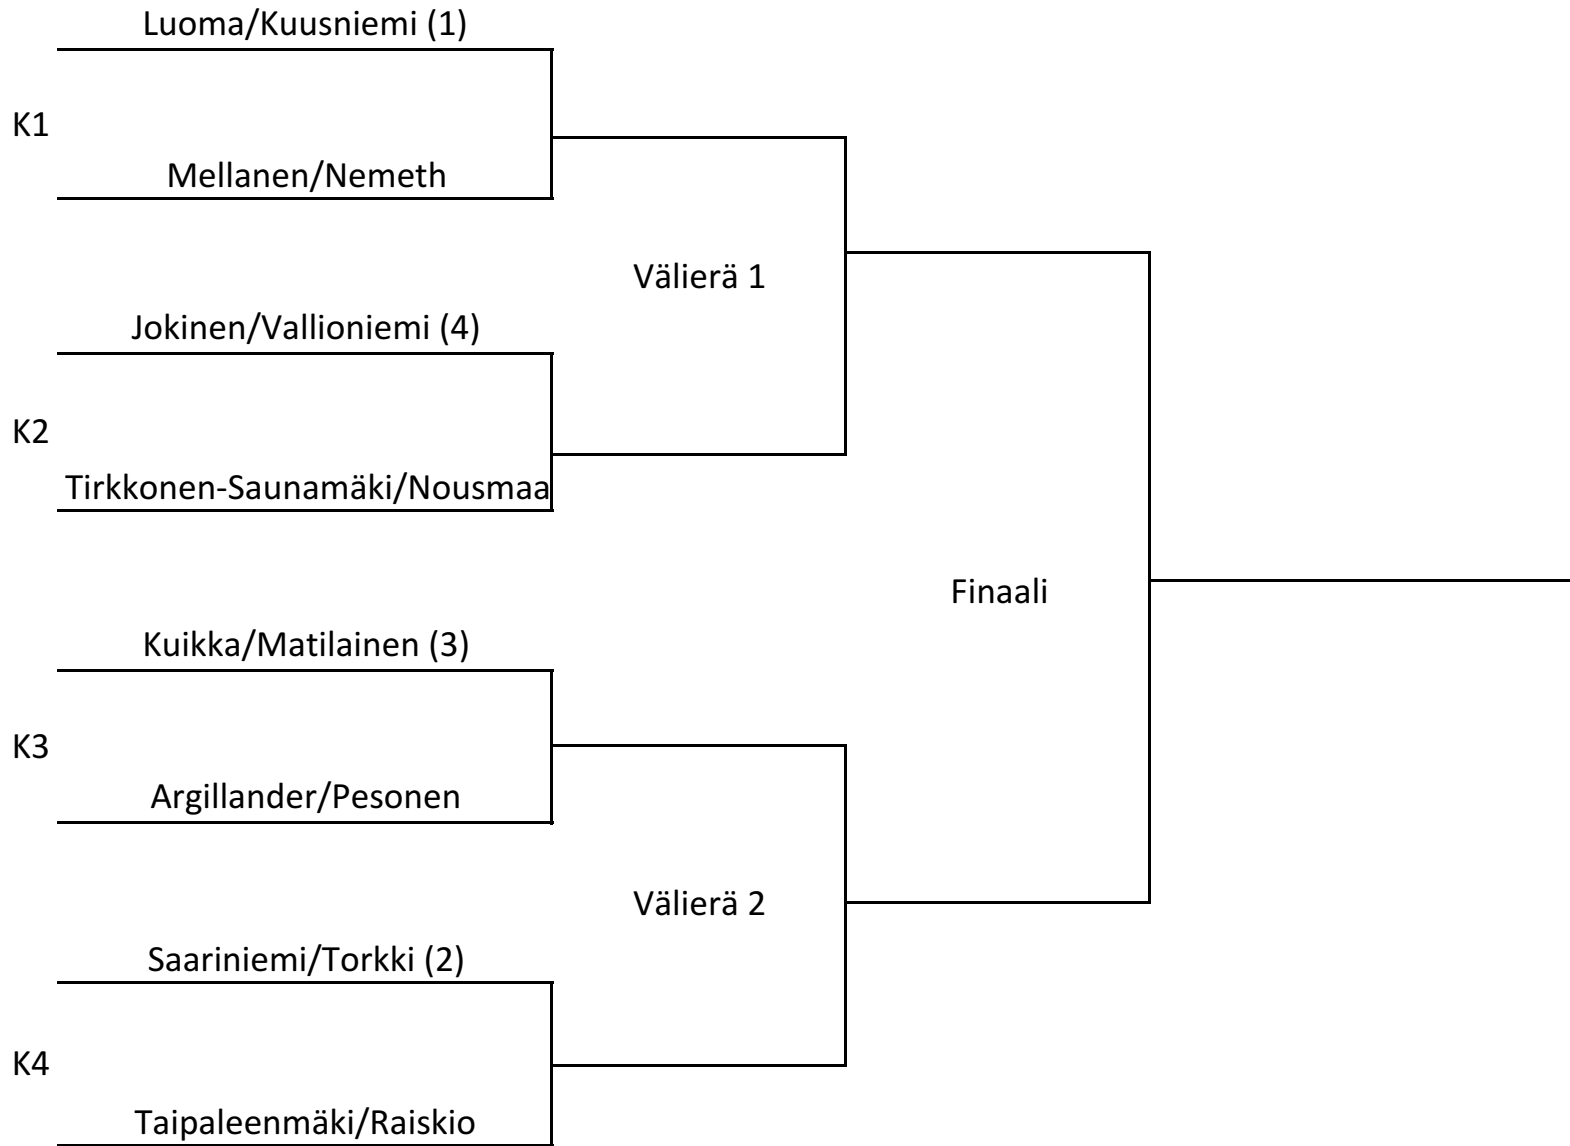 Luoma/Kuusniemi (1)
K1
Mellanen/Nemeth
Välierä 1
Jokinen/Vallioniemi (4)
K2
Tirkkonen-Saunamäki/Nousmaa
Finaali
Kuikka/Matilainen (3)
K3
Argillander/Pesonen
Välierä 2
Saariniemi/Torkki (2)
K4
Taipaleenmäki/Raiskio